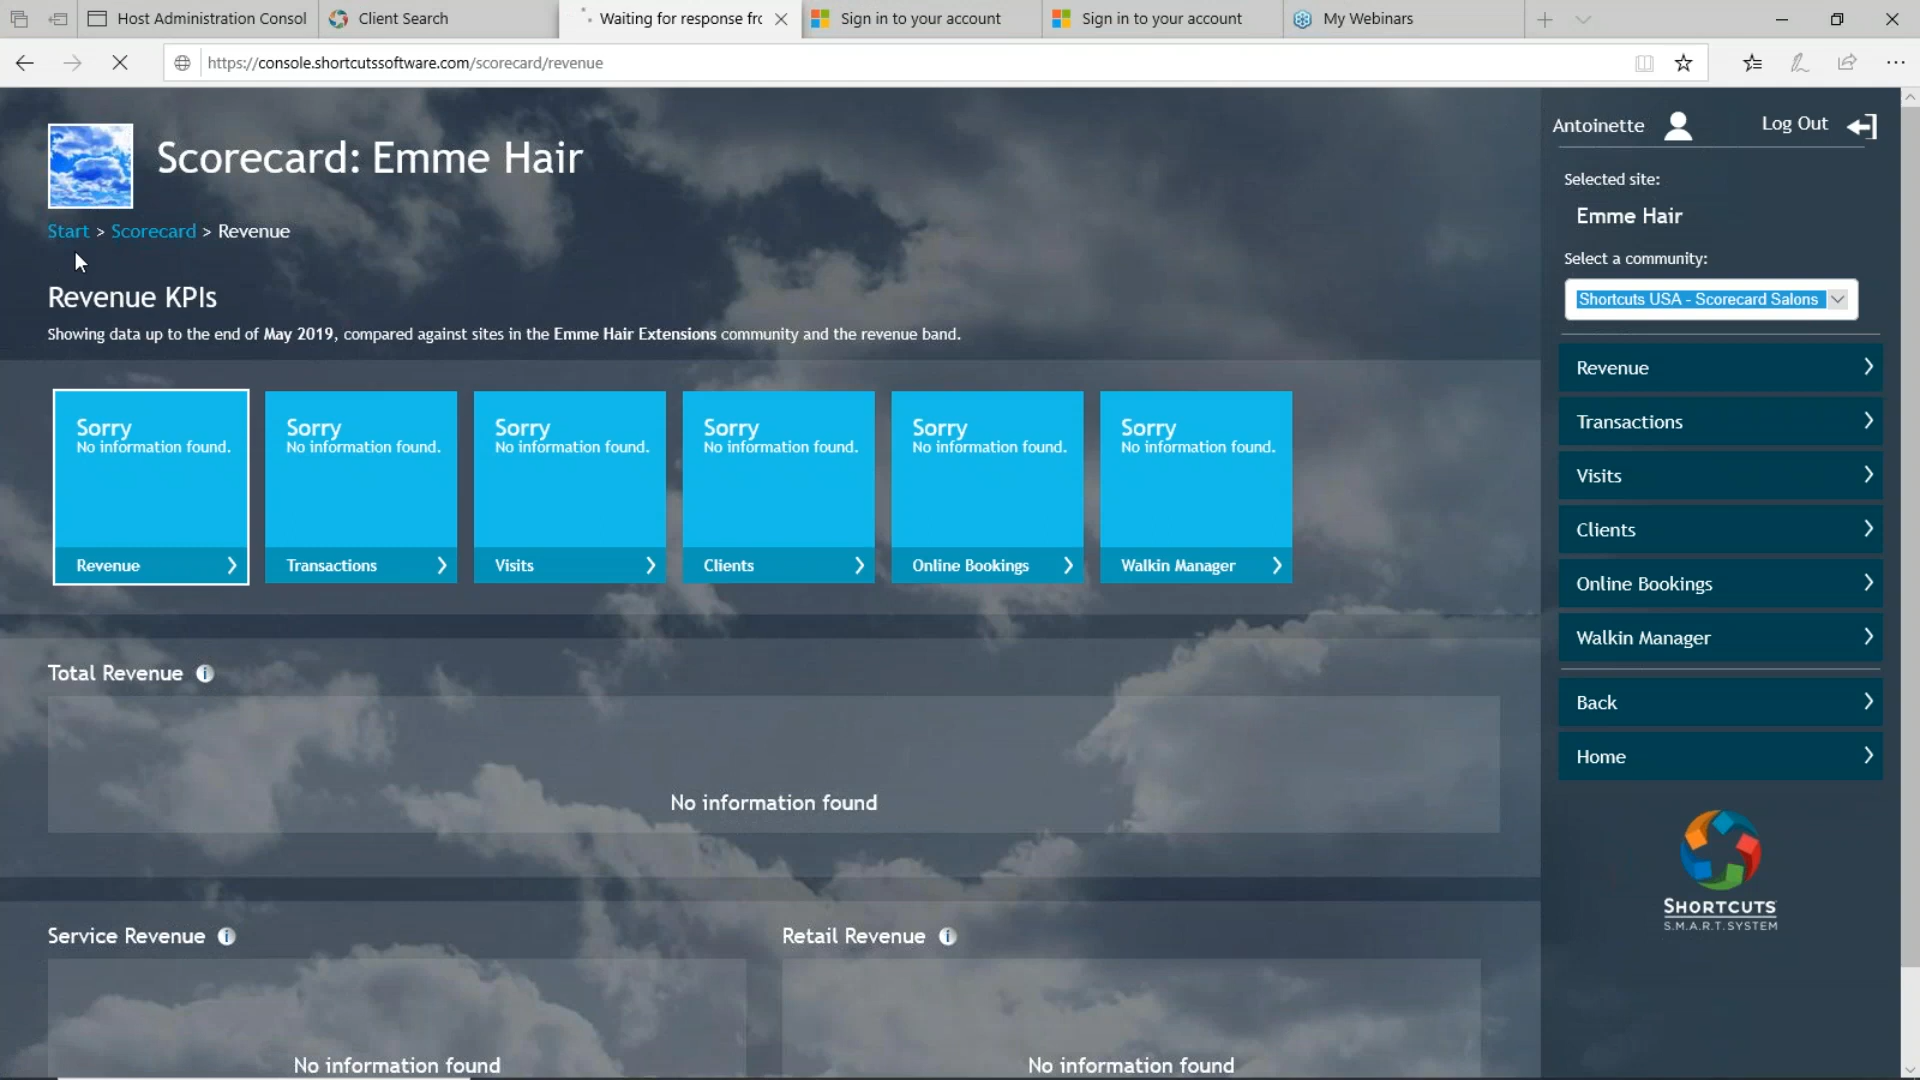 Host Administration Consol
Client Search
Waiting for response frc
Sign in to your account
Sign in to your account
My Webinars
https://console.shortcutssoftware.com/scorecard/revenue
Scorecard: Emme Hair
Start > Scorecard > Revenue
Revenue KPIs
Showing data up to the end of May 2019, compared against sites in the Emme Hair Extensions community and the revenue band.
Sorry
No information found.
Revenue
Sorry
No information found.
Transactions
Sorry
No information found.
Visits
Sorry
No information found.
Clients
Sorry
No information found.
Online Bookings
Sorry
No information found.
Walkin Manager
Total Revenue
No information found
Service Revenue
No information found
Retail Revenue
No information found
Antoinette
Log Out
Selected site:
Emme Hair
Select a community:
Shortcuts USA - Scorecard Salons
Revenue
Transactions
Visits
Clients
Online Bookings
Walkin Manager
Back
Home
SHORTCUTS
S.M.A.R.T. SYSTEM